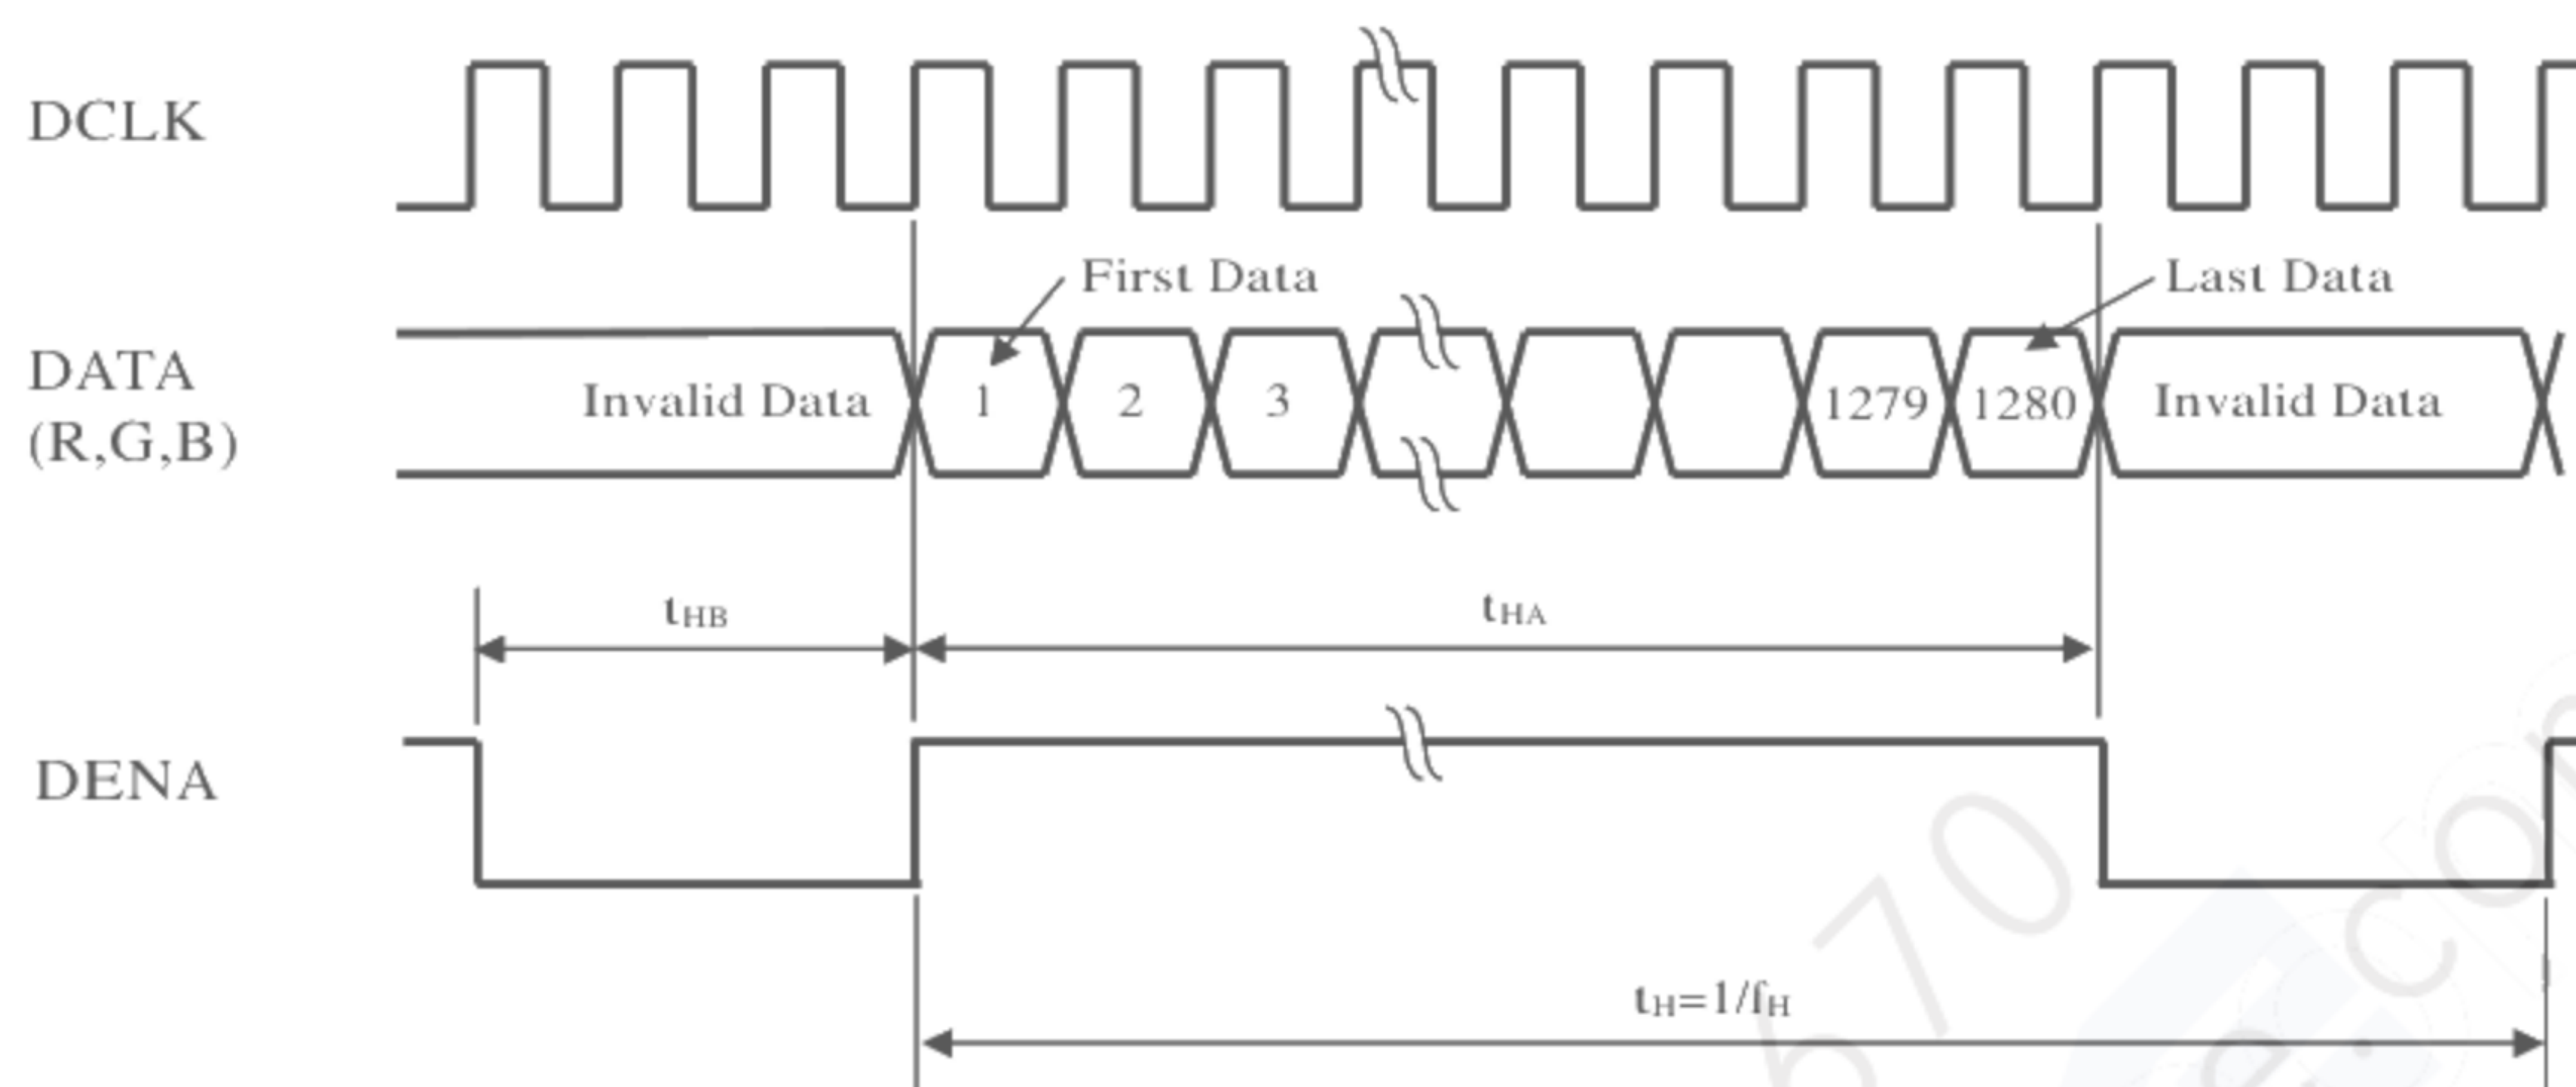 DCLK
First Data
Last Data
DATA
(R,G,B)
Invalid Data
1
2
3
1279
1280
Invalid Data
tHB
tHA
DENA
tH=1/fH